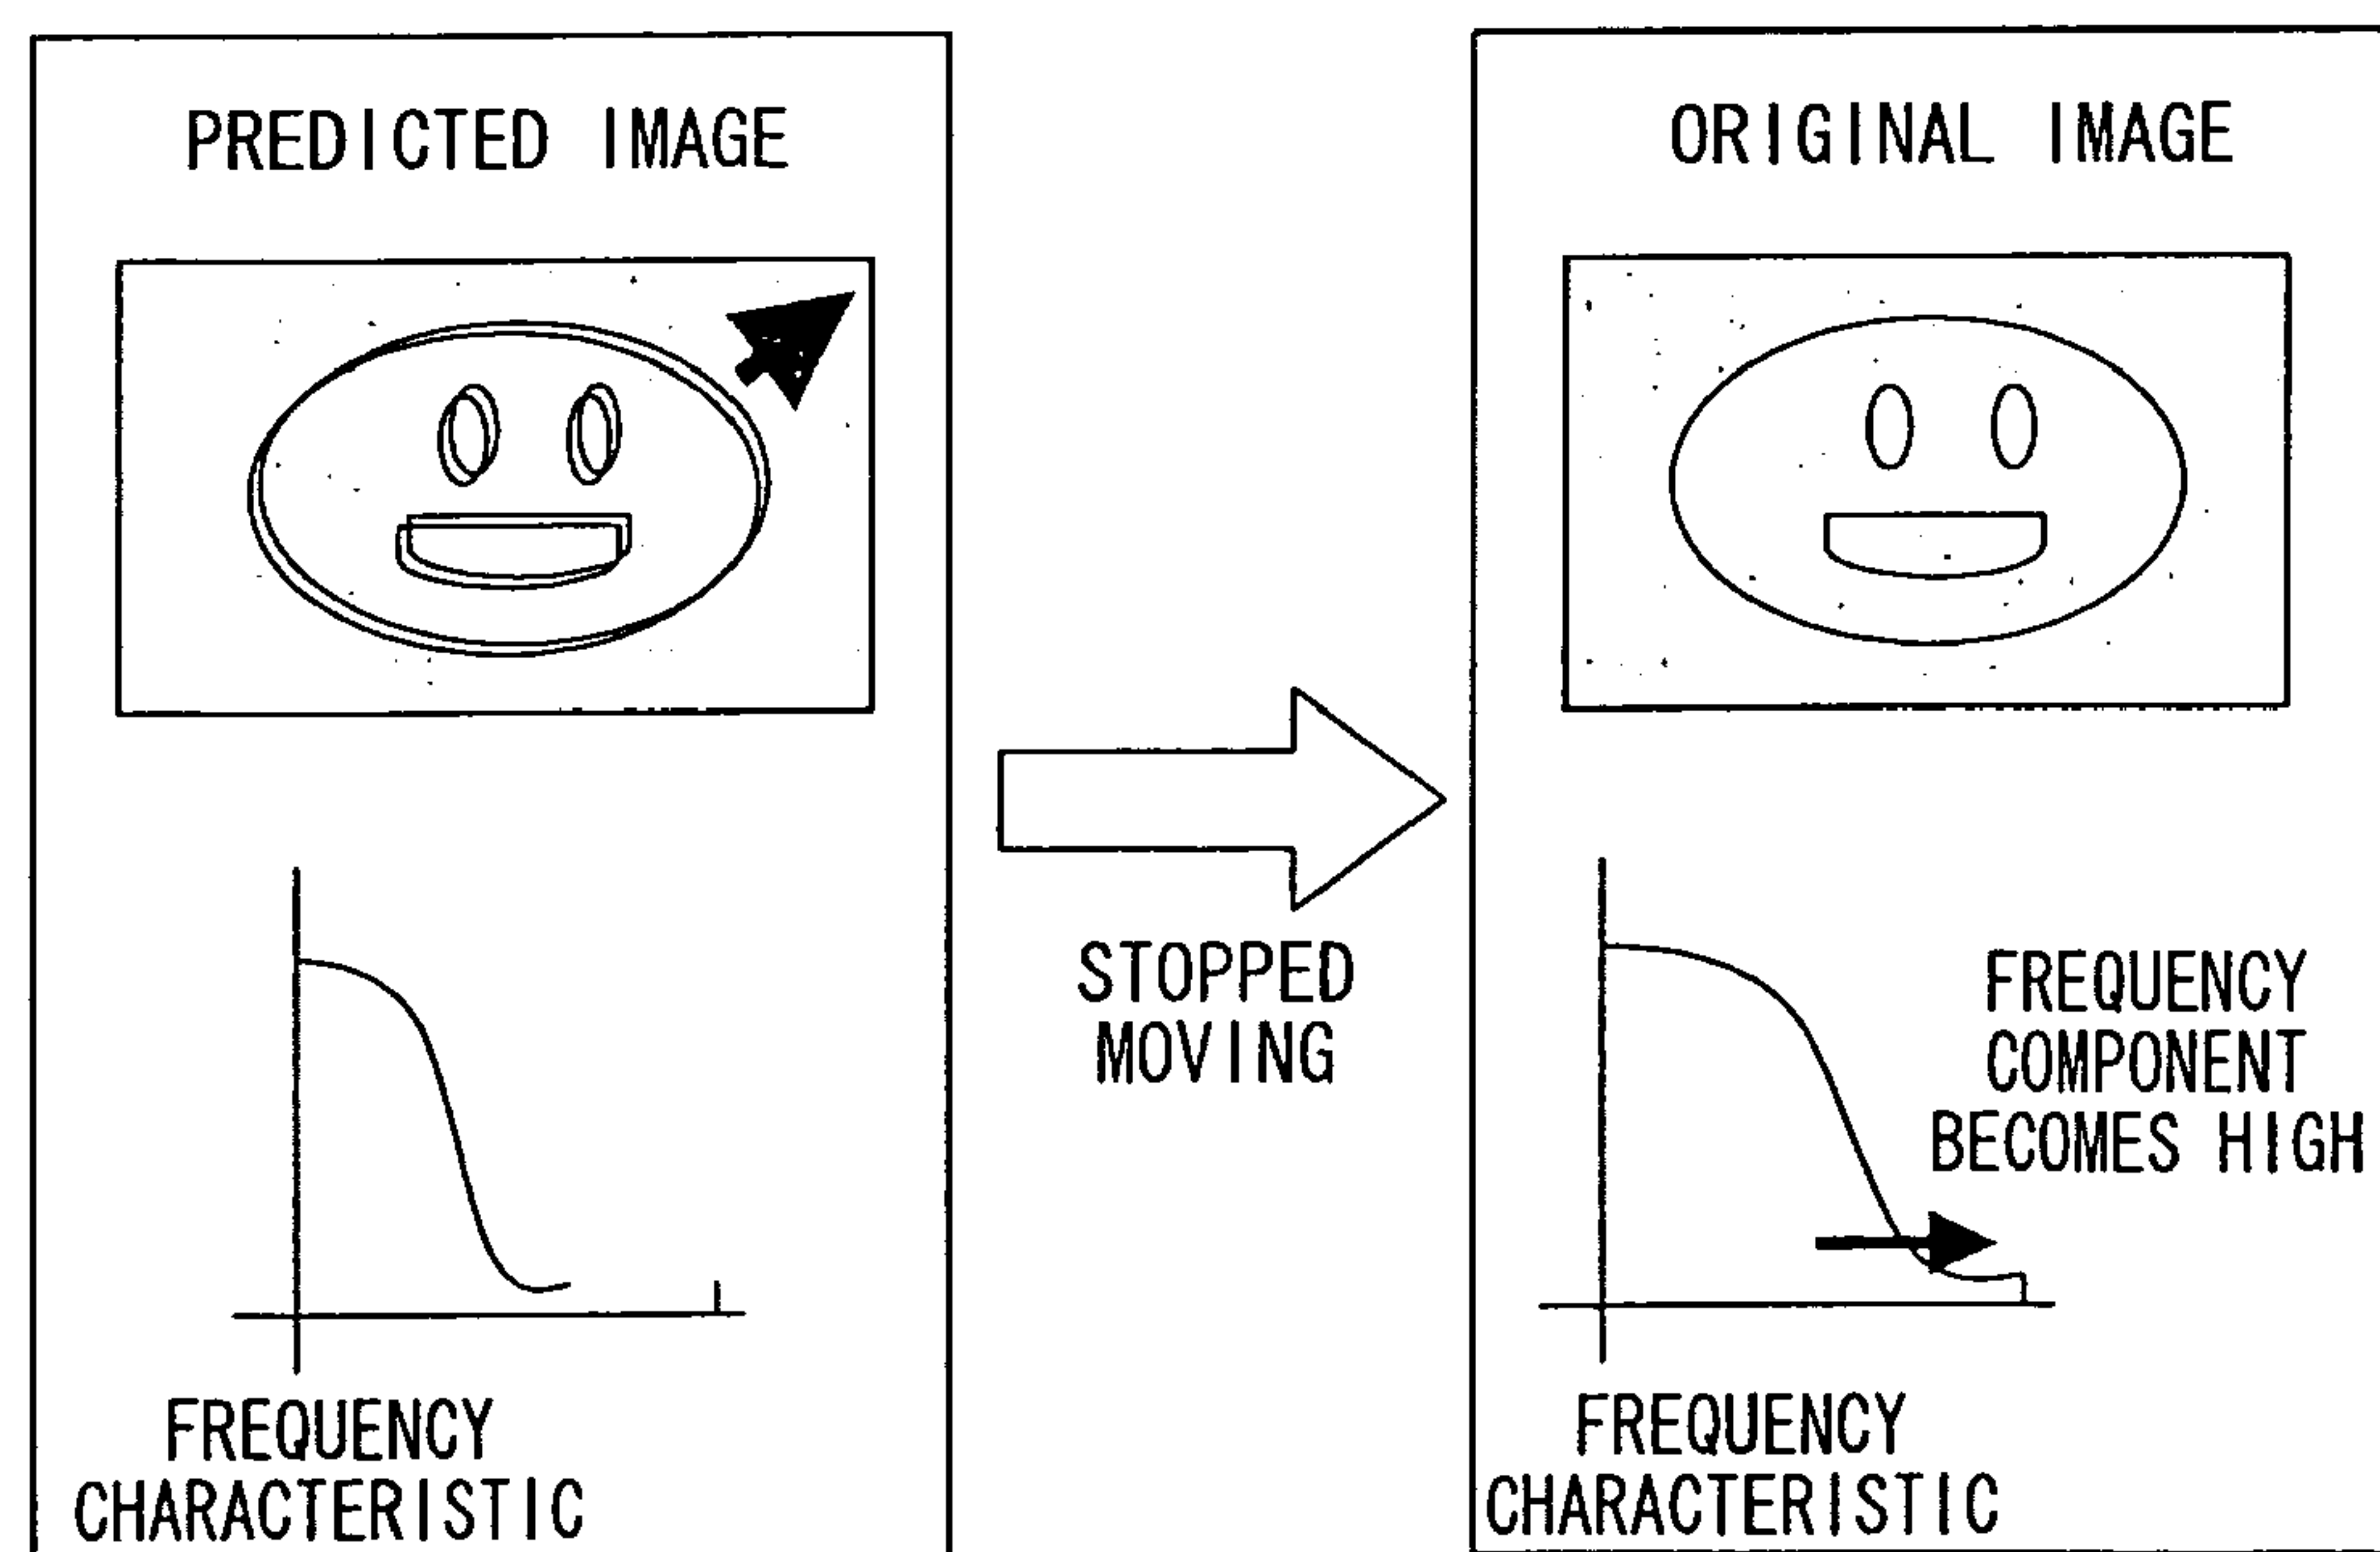 PREDICTED IMAGE
FREQUENCY
CHARACTERISTIC
STOPPED
MOVING
ORIGINAL IMAGE
FREQUENCY
COMPONENT
BECOMES HIGH
FREQUENCY
CHARACTERISTIC